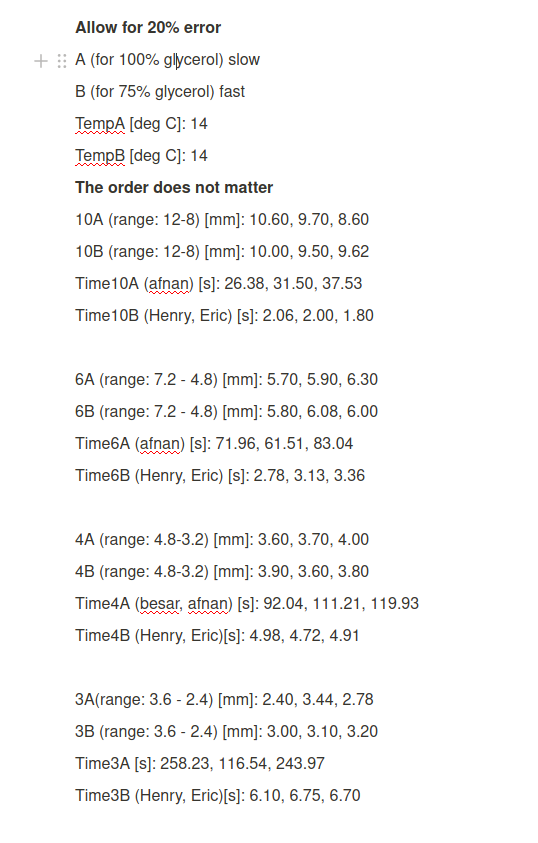 Allow for 20% error
A (for 100% glycerol) slow
B (for 75% glycerol) fast
TempA [deg C]: 14
TempB [deg C]: 14
The order does not matter
10A (range: 12-8) [mm]: 10.60, 9.70, 8.60
10B (range: 12-8) [mm]: 10.00, 9.50, 9.62
Time10A (afnan) [s]: 26.38, 31.50, 37.53
Time10B (Henry, Eric) [s]: 2.06, 2.00, 1.80
6A (range: 7.2 - 4.8) [mm]: 5.70, 5.90, 6.30
6B (range: 7.2 - 4.8) [mm]: 5.80, 6.08, 6.00
Time6A (afnan) [s]: 71.96, 61.51, 83.04
Time6B (Henry, Eric) [s]: 2.78, 3.13, 3.36
4A (range: 4.8-3.2) [mm]: 3.60, 3.70, 4.00
4B (range: 4.8-3.2) [mm]: 3.90, 3.60, 3.80
Time4A (besar, afnan) [s]: 92.04, 111.21, 119.93
Time4B (Henry, Eric)[s]: 4.98, 4.72, 4.91
3A(range: 3.6 - 2.4) [mm]: 2.40, 3.44, 2.78
3B (range: 3.6 - 2.4) [mm]: 3.00, 3.10, 3.20
Time3A [s]: 258.23, 116.54, 243.97
Time3B (Henry, Eric)[s]: 6.10, 6.75, 6.70